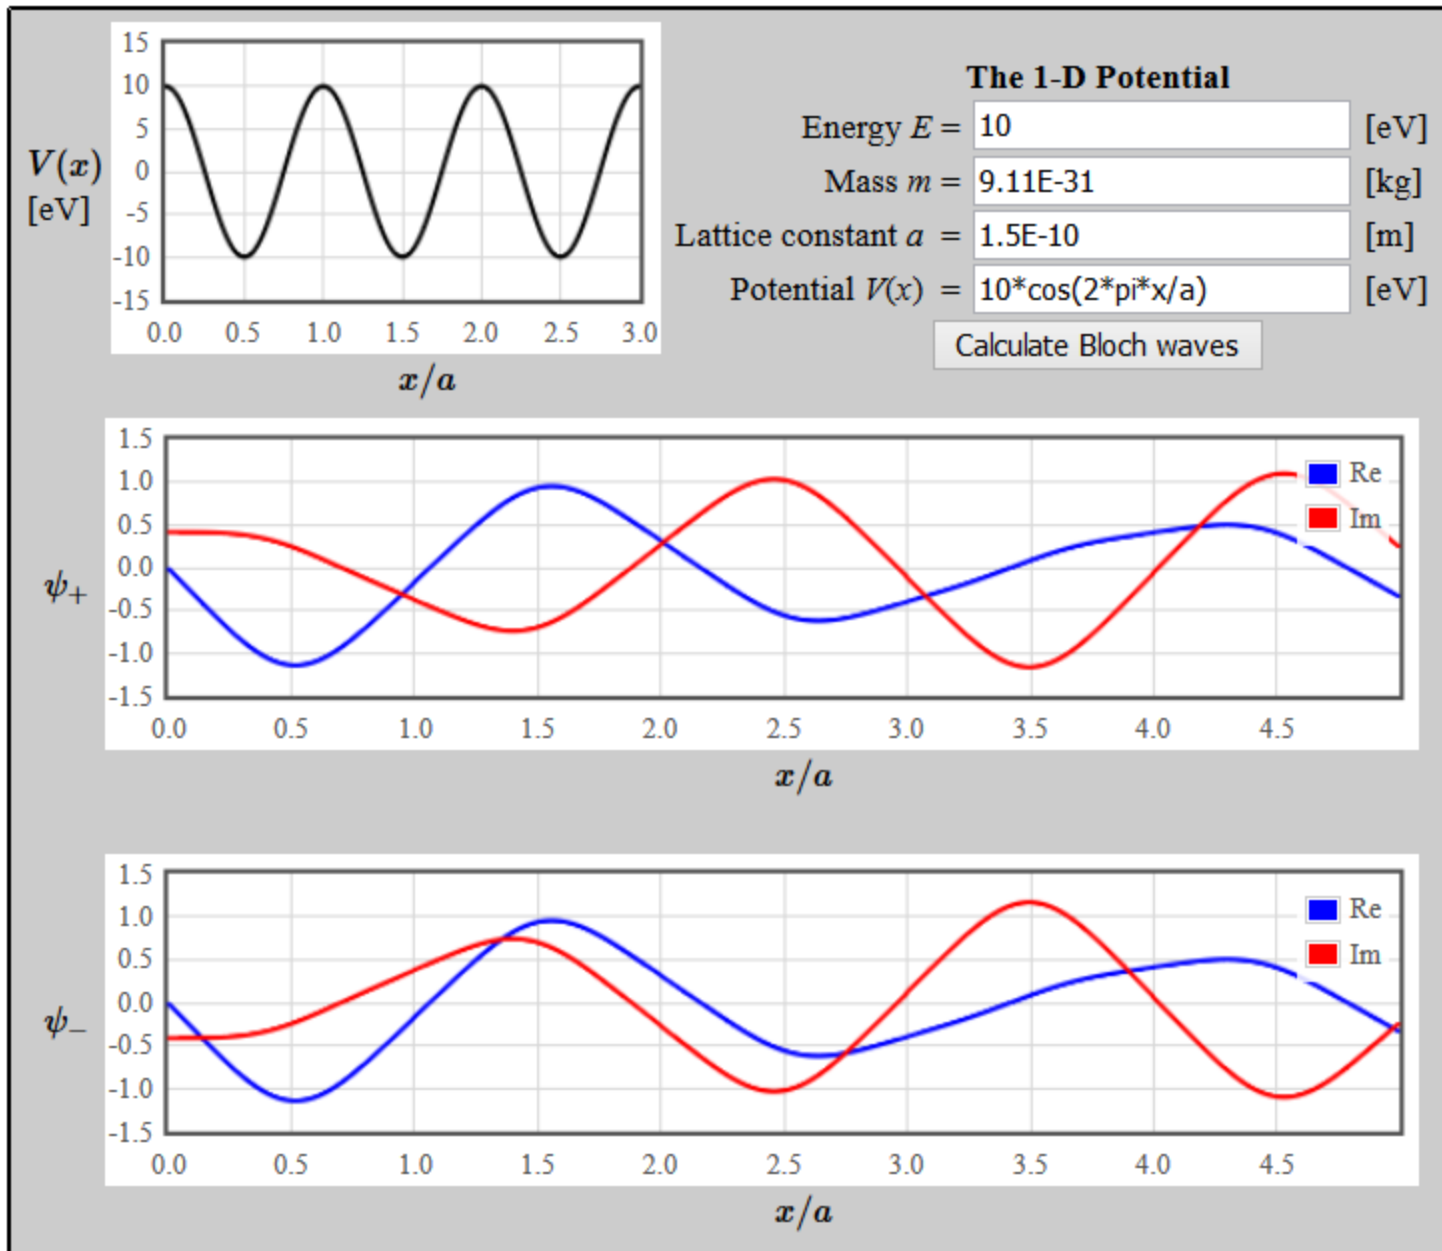 The 1-D Potential
Energy E = 10 [eV]
Mass m = 9.11E-31 [kg]
Lattice constant a = 1.5E-10 [m]
Potential V(x) = 10*cos(2*pi*x/a) [eV]
Calculate Bloch waves
V(x)
[eV]
15
10
5
0
-5
-10
-15
0.0 0.5 1.0 1.5 2.0 2.5 3.0
x/a
ψ+
1.5
1.0
0.5
0.0
-0.5
-1.0
-1.5
Re
Im
0.0 0.5 1.0 1.5 2.0 2.5 3.0 3.5 4.0 4.5
x/a
ψ−
1.5
1.0
0.5
0.0
-0.5
-1.0
-1.5
Re
Im
0.0 0.5 1.0 1.5 2.0 2.5 3.0 3.5 4.0 4.5
x/a